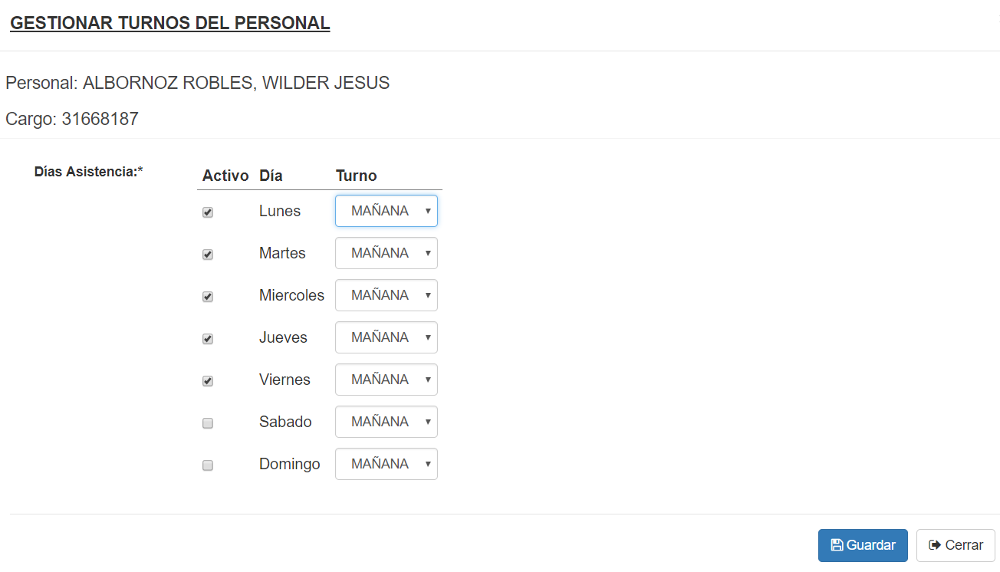 GESTIONAR TURNOS DEL PERSONAL
Personal: ALBORNOZ ROBLES, WILDER JESUS
Cargo: 31668187
Días Asistencia:*
Activo Día Turno
Lunes MAÑANA
Martes MAÑANA
Miercoles MAÑANA
Jueves MAÑANA
Viernes MAÑANA
Sabado MAÑANA
Domingo MAÑANA
Guardar Cerrar